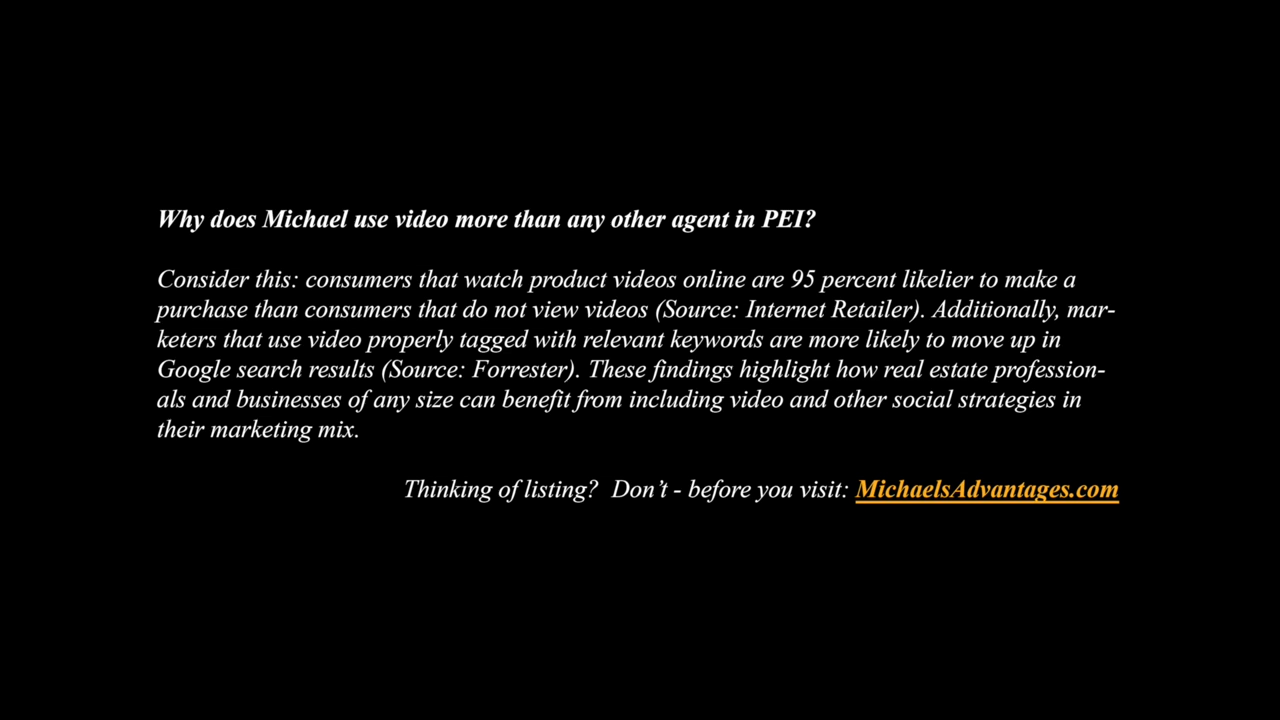 Why does Michael use video more than any other agent in PEI?
Consider this: consumers that watch product videos online are 95 percent likelier to make a
purchase than consumers that do not view videos (Source: Internet Retailer). Additionally, mar-
keters that use video properly tagged with relevant keywords are more likely to move up in
Google search results (Source: Forrester). These findings highlight how real estate profession-
als and businesses of any size can benefit from including video and other social strategies in
their marketing mix.
Thinking of listing?  Don’t - before you visit: MichaelsAdvantages.com